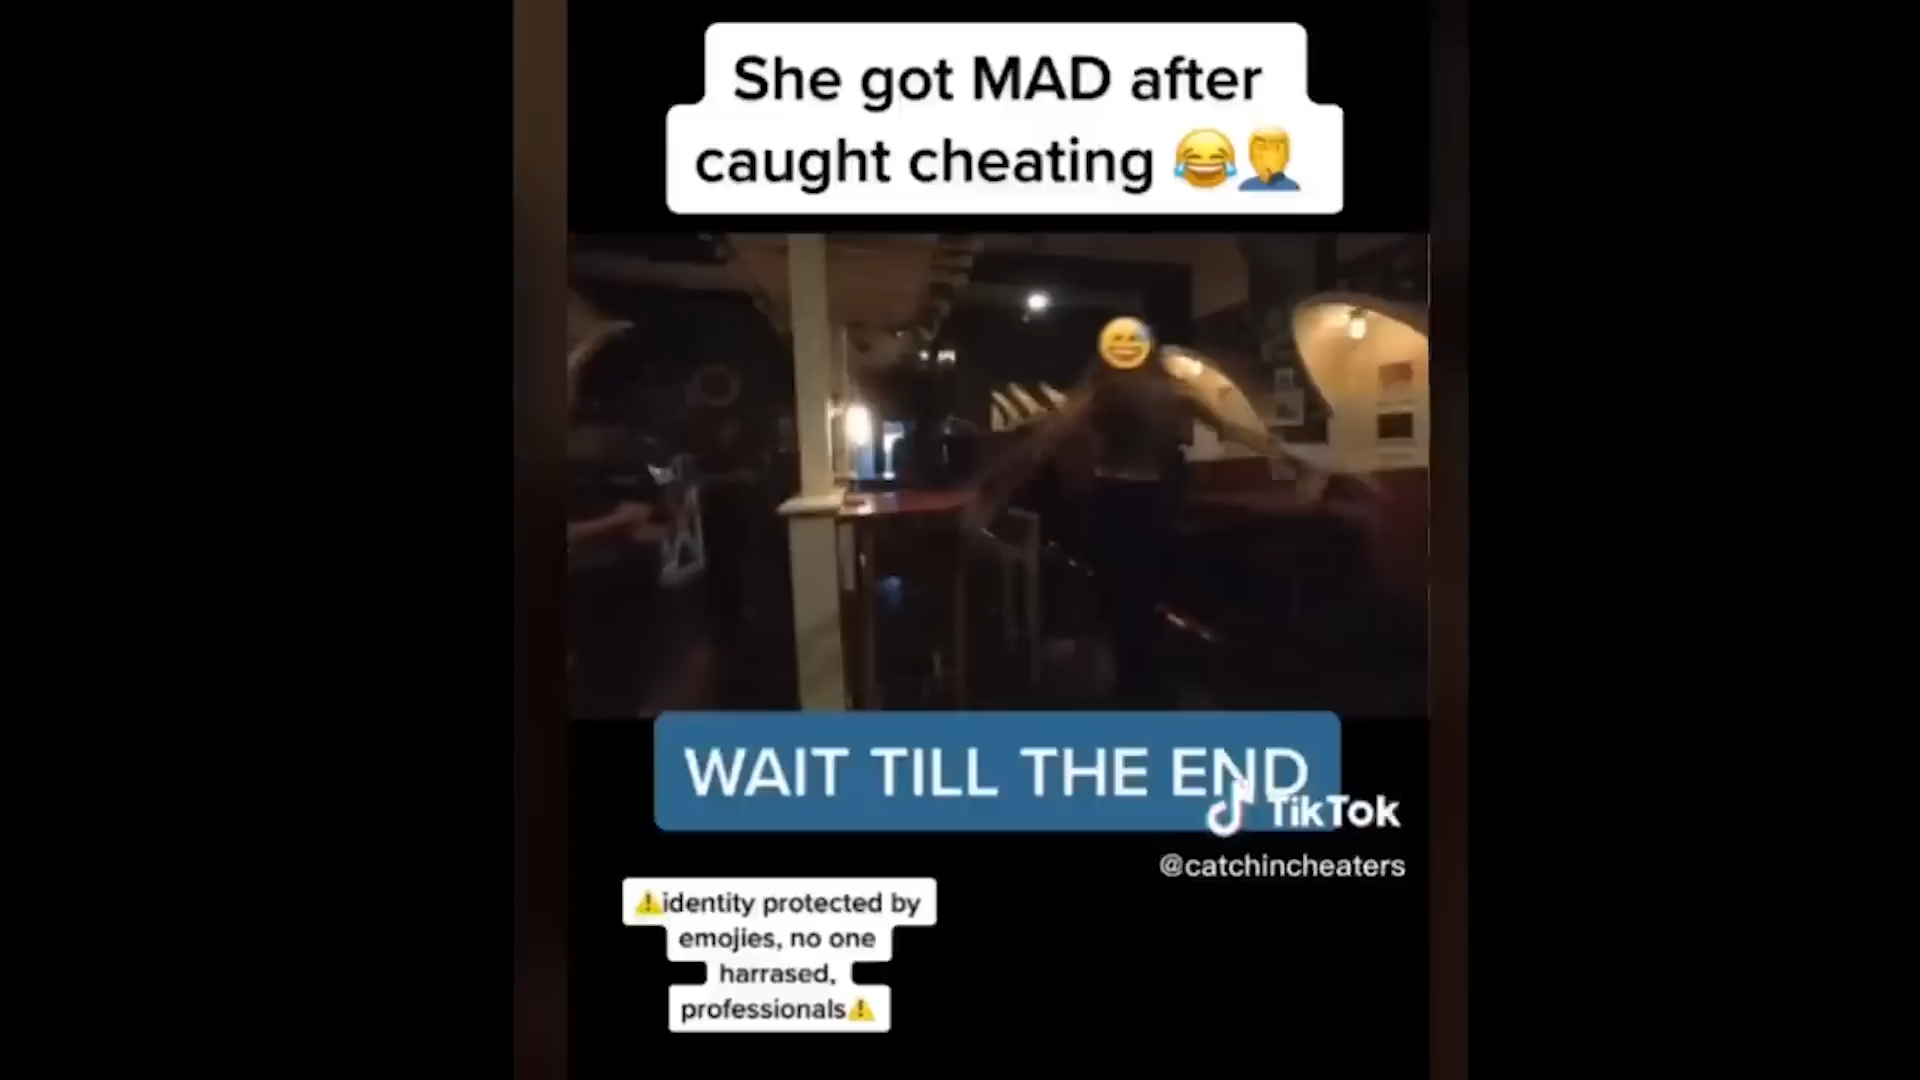 She got MAD after
caught cheating 😂🤦‍♂️
WAIT TILL THE END
TikTok
@catchincheaters
⚠️identity protected by
emojies, no one
harrased,
professionals⚠️